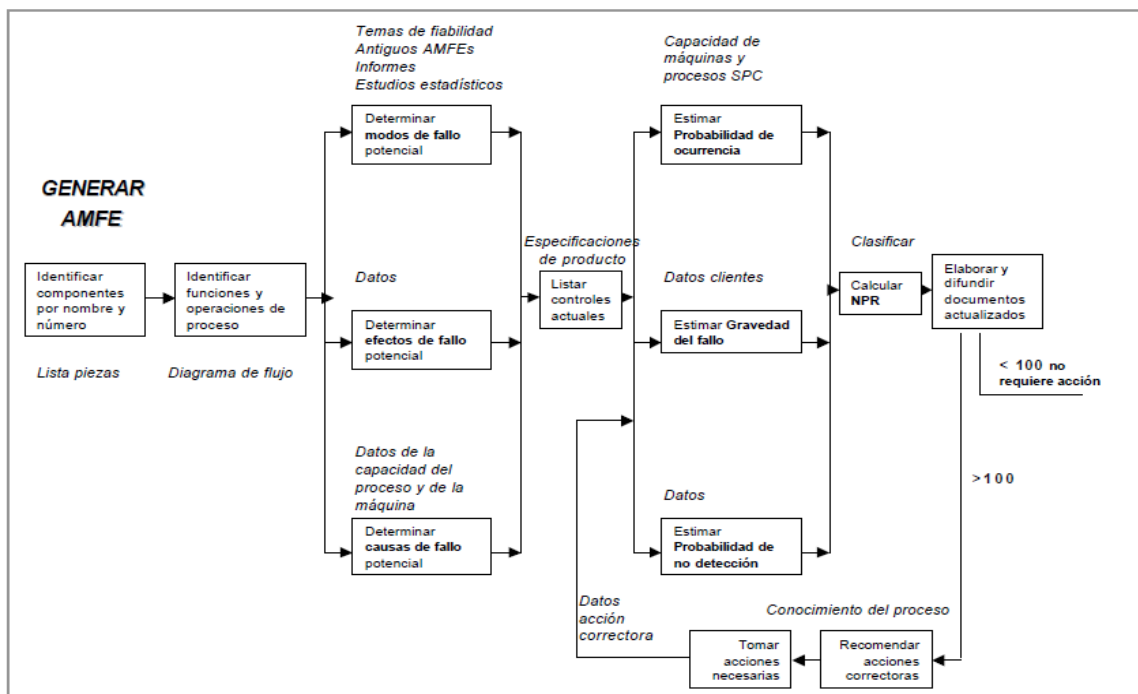 Temas de fiabilidad
Antiguos AMFEs
Informes
Estudios estadísticos
Capacidad de
máquinas y
procesos SPC
Determinar
modos de fallo
potencial
Estimar
Probabilidad de
ocurrencia
GENERAR
AMFE
Identificar
componentes
por nombre y
número
Identificar
funciones y
operaciones de
proceso
Lista piezas
Diagrama de flujo
Datos
Determinar
efectos de fallo
potencial
Especificaciones
de producto
Listar
controles
actuales
Datos clientes
Estimar Gravedad
del fallo
Clasificar
Calcular
NPR
Elaborar y
difundir
documentos
actualizados
< 100 no
requiere acción
>100
Datos de la
capacidad del
proceso y de la
máquina
Determinar
causas de fallo
potencial
Datos
Estimar
Probabilidad de
no detección
Datos
acción
correctora
Conocimiento del proceso
Tomar
acciones
necesarias
Recomendar
acciones
correctoras